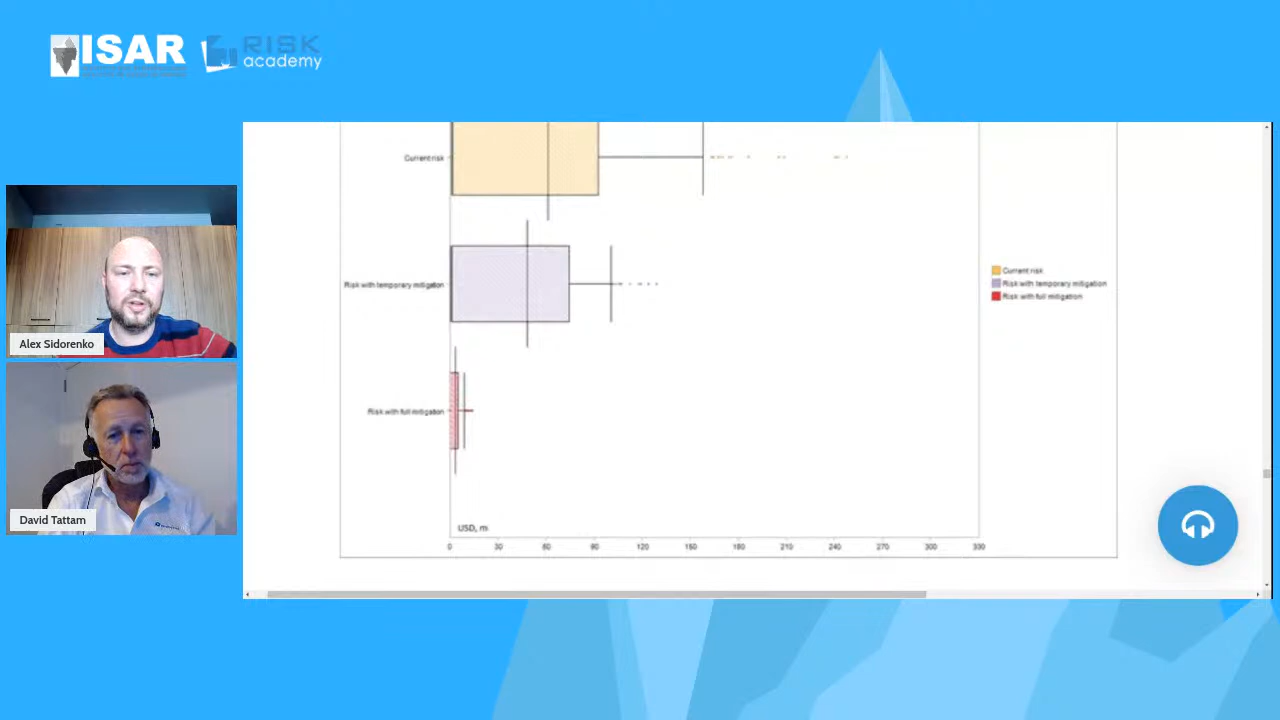 ISAR
RISK
academy
Current risk
Risk with temporary mitigation
Risk with full mitigation
Current risk
Risk with temporary mitigation
Risk with full mitigation
USD, m
0 30 60 90 120 150 180 210 240 270 300 330
Alex Sidorenko
David Tattam